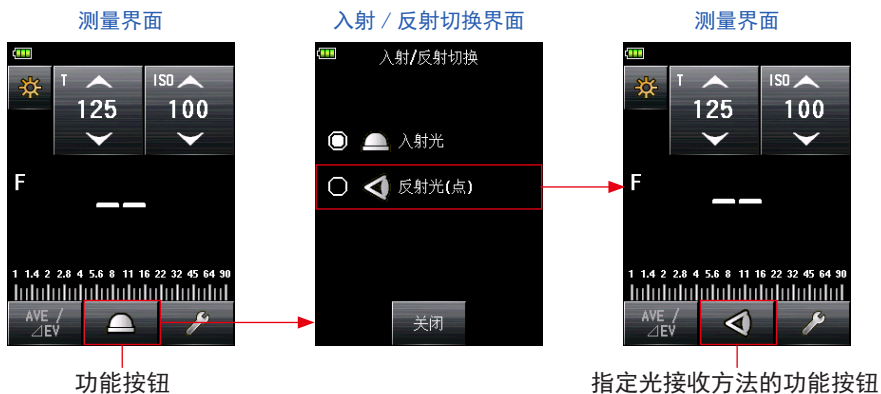 测量界面
入射 / 反射切换界面
测量界面
T
125
ISO
100
F
1 1.4 2 2.8 4 5.6 8 11 16 22 32 45 64 90
AVE /
⊿EV
入射/反射切换
入射光
反射光(点)
关闭
T
125
ISO
100
F
1 1.4 2 2.8 4 5.6 8 11 16 22 32 45 64 90
AVE /
⊿EV
功能按钮
指定光接收方法的功能按钮